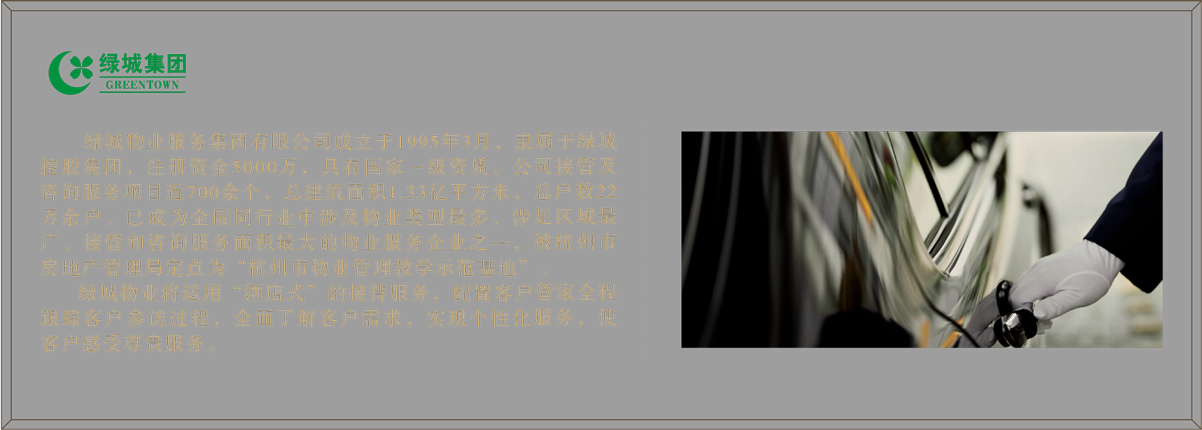 绿城集团
GREENTOWN
绿城物业服务集团有限公司成立于1995年3月，隶属于绿城
控股集团，注册资金5000万，具有国家一级资质、公司接管及
咨询服务项目近700余个，总建筑面积1.33亿平方米，总户数22
万余户，已成为全国同行业中涉及物业类型最多、涉足区域最
广、接管和咨询服务面积最大的物业服务企业之一，被杭州市
房地产管理局定点为“杭州市物业管理教学示范基地”。
绿城物业将运用“酒店式”的接待服务，配置客户管家全程
跟踪客户参访过程，全面了解客户需求，实现个性化服务，使
客户感受尊贵服务。